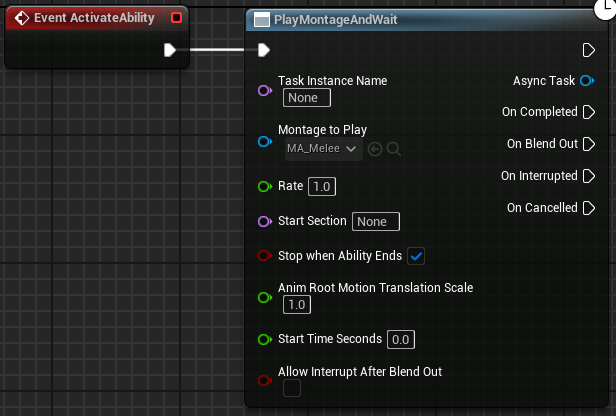 Event ActivateAbility
PlayMontageAndWait
Task Instance Name
None
Async Task
On Completed
Montage to Play
MA_Melee
On Blend Out
Rate 1.0
On Interrupted
Start Section None
On Cancelled
Stop when Ability Ends
Anim Root Motion Translation Scale
1.0
Start Time Seconds 0.0
Allow Interrupt After Blend Out